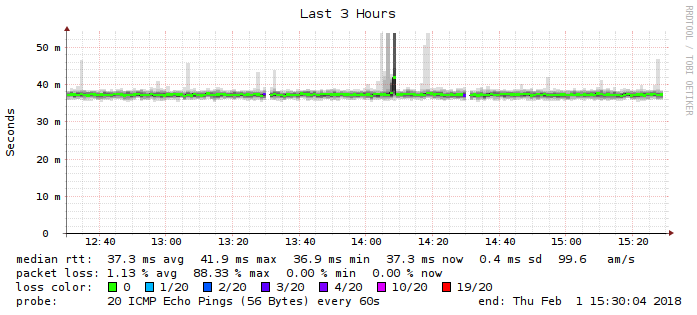 Last 3 Hours
RRDTOOL / TOBI OETIKER
Seconds
50 m
40 m
30 m
20 m
10 m
0
12:40 13:00 13:20 13:40 14:00 14:20 14:40 15:00 15:20
median rtt: 37.3 ms avg 41.9 ms max 36.9 ms min 37.3 ms now 0.4 ms sd 99.6 am/s
packet loss: 1.13 % avg 88.33 % max 0.00 % min 0.00 % now
loss color: 0 1/20 2/20 3/20 4/20 10/20 19/20
probe: 20 ICMP Echo Pings (56 Bytes) every 60s end: Thu Feb 1 15:30:04 2018